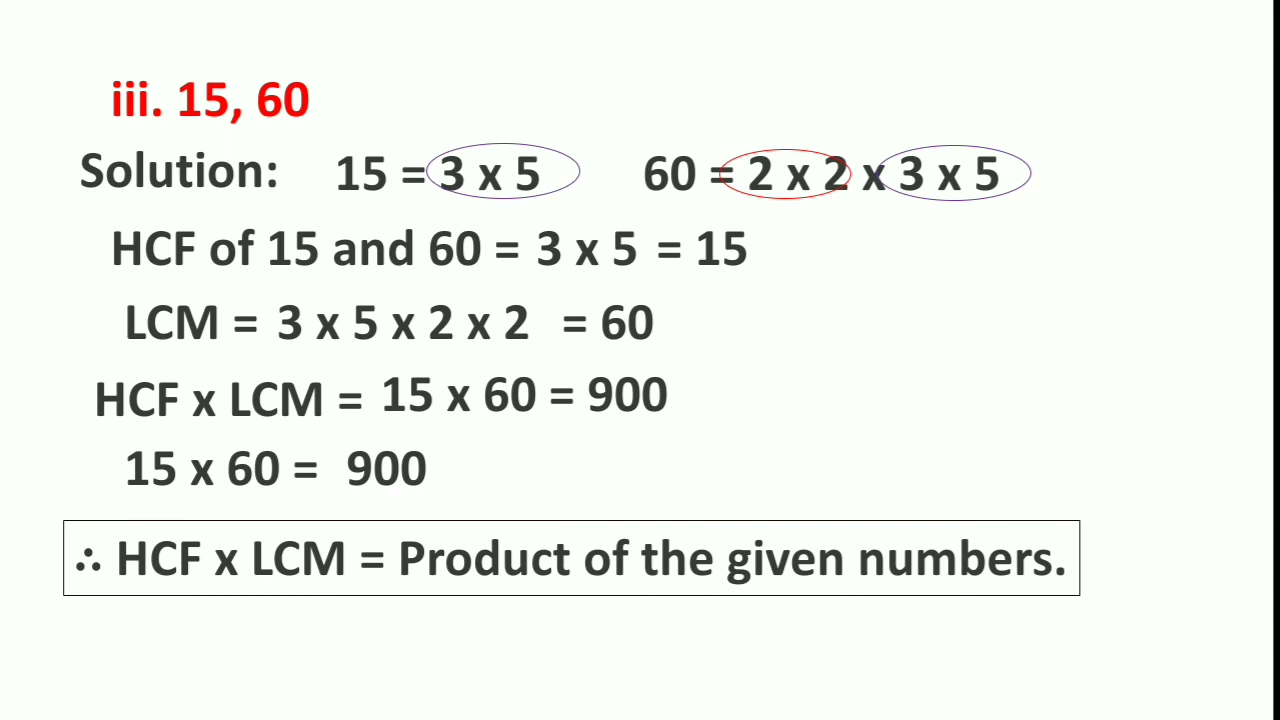 iii. 15, 60
Solution: 15 = 3 x 5 60 = 2 x 2 x 3 x 5
HCF of 15 and 60 = 3 x 5 = 15
LCM = 3 x 5 x 2 x 2 = 60
HCF x LCM = 15 x 60 = 900
15 x 60 = 900
∴ HCF x LCM = Product of the given numbers.